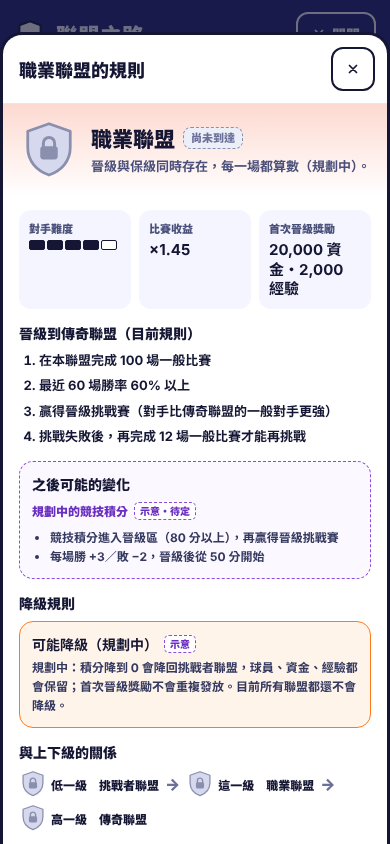 職業聯盟的規則
×
職業聯盟 尚未到達
晉級與保級同時存在，每一場都算數（規劃中）。
對手難度
比賽收益
×1.45
首次晉級獎勵
20,000 資
金・2,000
經驗
晉級到傳奇聯盟（目前規則）
1. 在本聯盟完成 100 場一般比賽
2. 最近 60 場勝率 60% 以上
3. 贏得晉級挑戰賽（對手比傳奇聯盟的一般對手更強）
4. 挑戰失敗後，再完成 12 場一般比賽才能再挑戰
之後可能的變化
規劃中的競技積分 示意・待定
• 競技積分進入晉級區（80 分以上），再贏得晉級挑戰賽
• 每場勝 +3／敗 −2，晉級後從 50 分開始
降級規則
可能降級（規劃中） 示意
規劃中：積分降到 0 會降回挑戰者聯盟，球員、資金、經驗都
會保留；首次晉級獎勵不會重複發放。目前所有聯盟都還不會
降級。
與上下級的關係
低一級 挑戰者聯盟 → 這一級 職業聯盟 →
高一級 傳奇聯盟